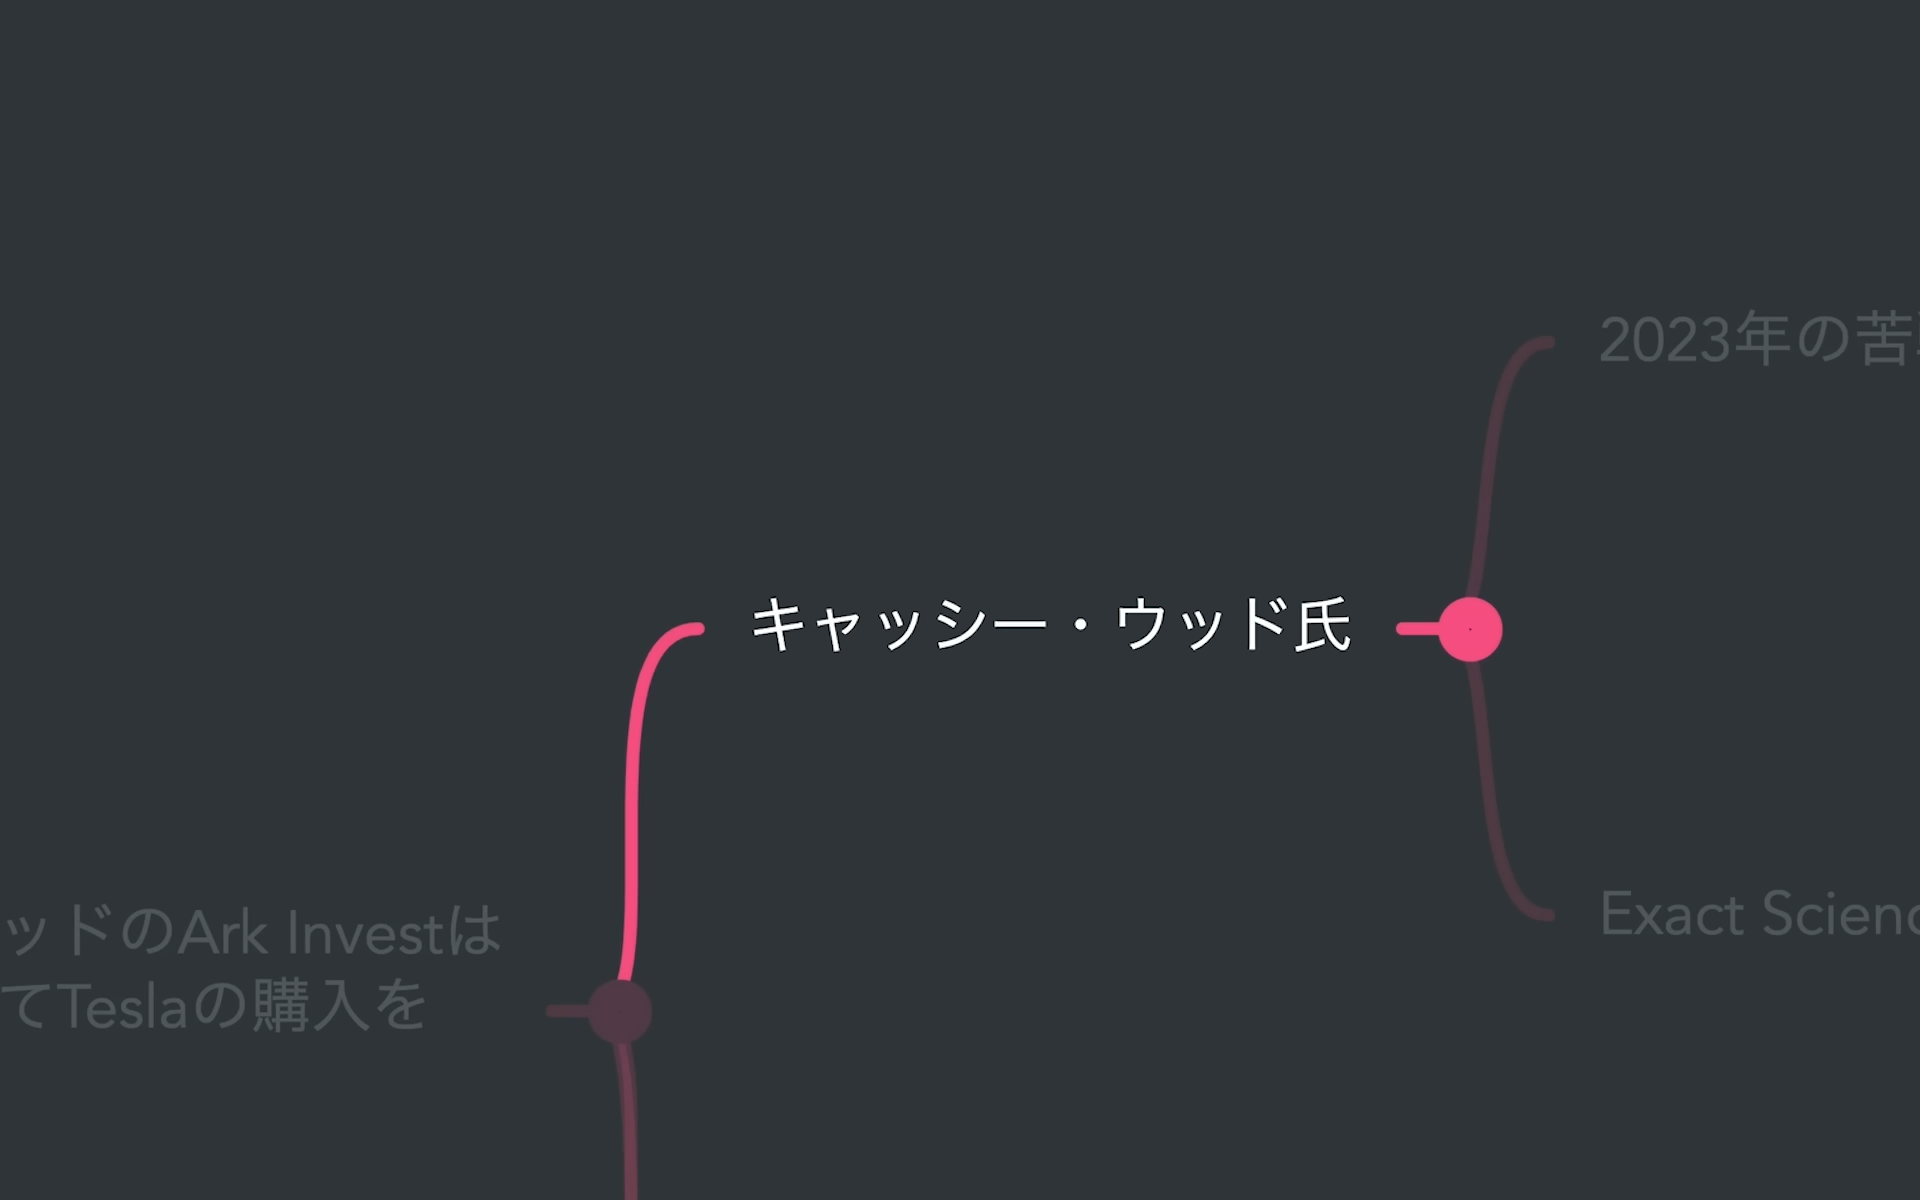 2023年の苦
キャッシー・ウッド氏
ッドのArk Investは
てTeslaの購入を
Exact Scienc